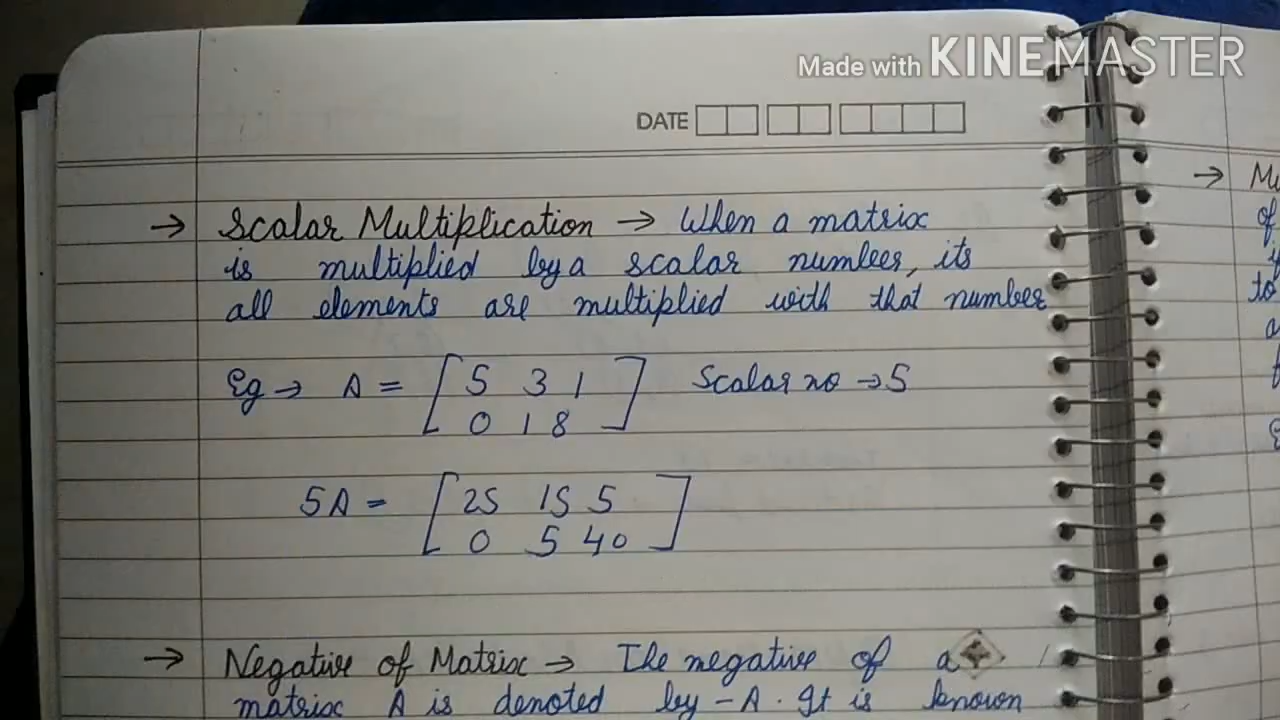 Made with KINEMASTER
DATE
→ Scalar Multiplication → When a matrix
is multiplied by a scalar number, its
all elements are multiplied with that number
Eg → A = [ 5 3 1 ] Scalar no → 5
[ 0 1 8 ]
5A = [ 25 15 5 ]
[ 0 5 40 ]
→ Negative of Matrix → The negative of a
matrix A is denoted by -A. It is known
→
of
to